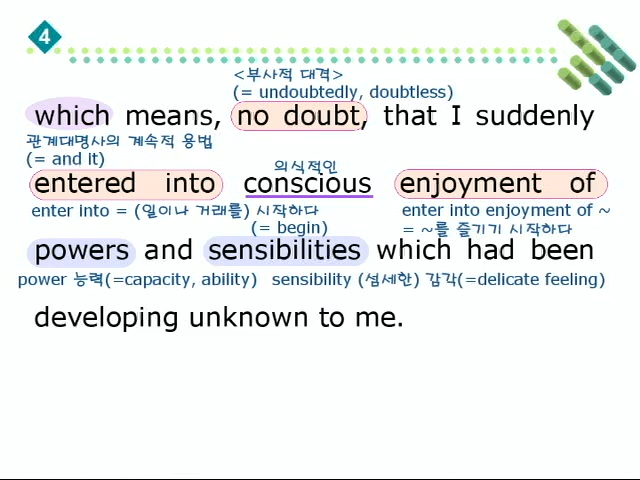 4
<부사적 대격>
(= undoubtedly, doubtless)
which means, no doubt, that I suddenly
관계대명사의 계속적 용법
(= and it)
의식적인
entered into conscious enjoyment of
enter into = (일이나 거래를) 시작하다
(= begin)
enter into enjoyment of ~
= ~를 즐기기 시작하다
powers and sensibilities which had been
power 능력(=capacity, ability) sensibility (섬세한) 감각(=delicate feeling)
developing unknown to me.